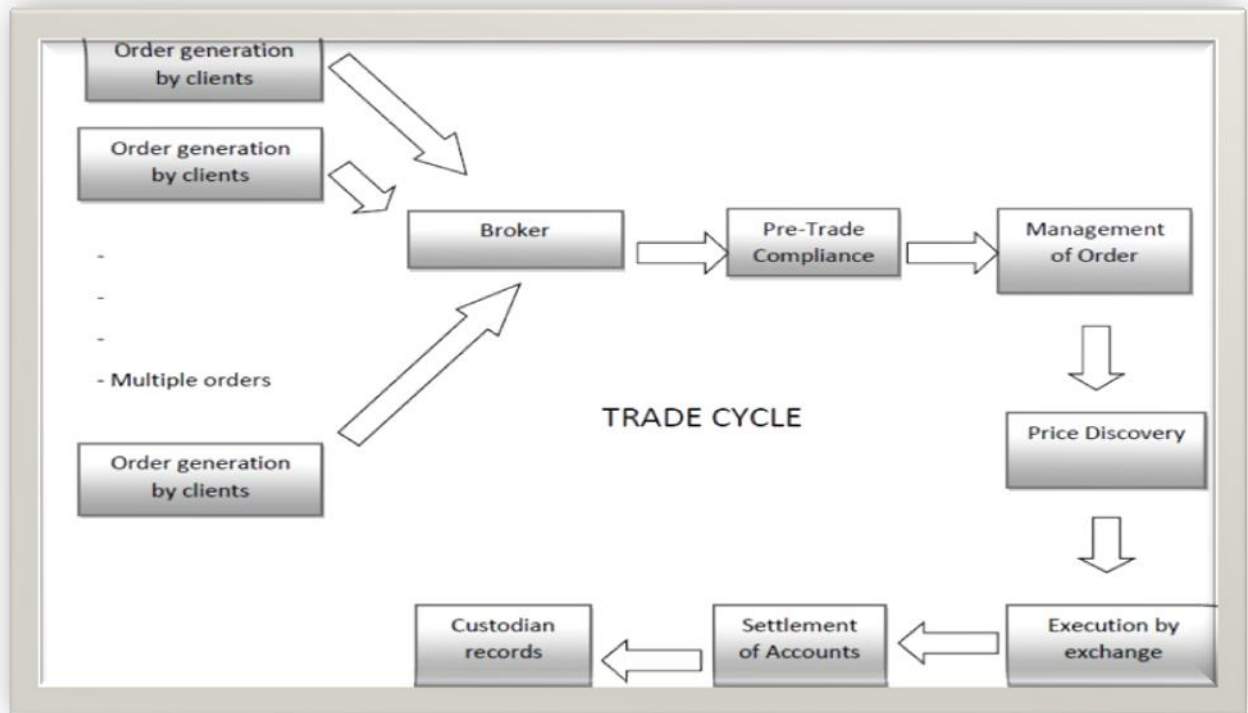 Order generation
by clients
Order generation
by clients
-
-
-
- Multiple orders
Order generation
by clients
Broker
Pre-Trade
Compliance
Management
of Order
TRADE CYCLE
Price Discovery
Execution by
exchange
Settlement
of Accounts
Custodian
records